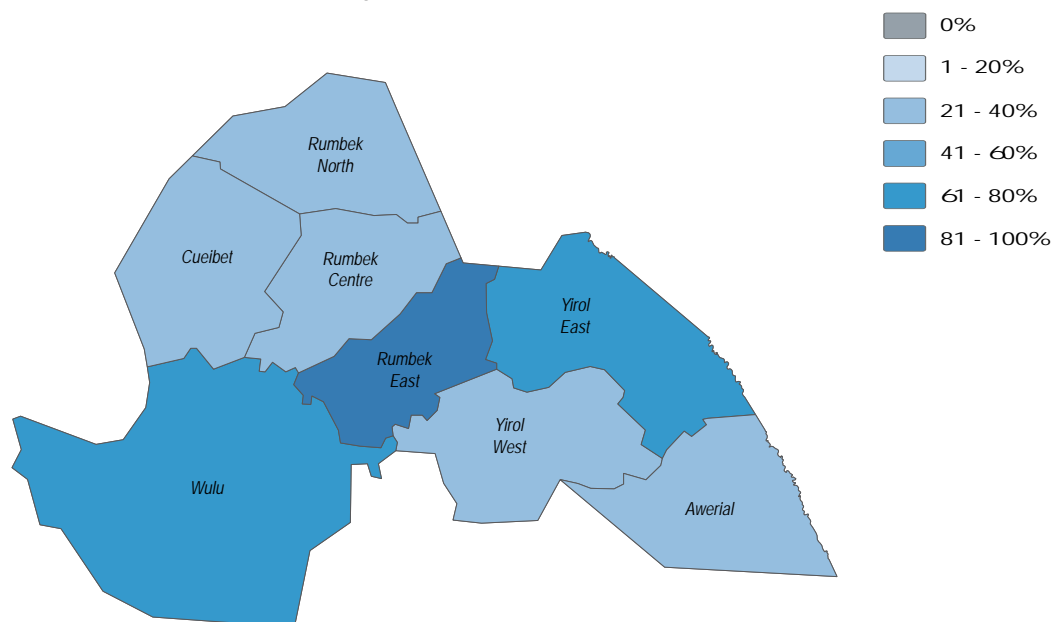 0%
1 - 20%
21 - 40%
41 - 60%
61 - 80%
81 - 100%
Rumbek
North
Cueibet
Rumbek
Centre
Yirol
East
Rumbek
East
Yirol
West
Wulu
Awerial